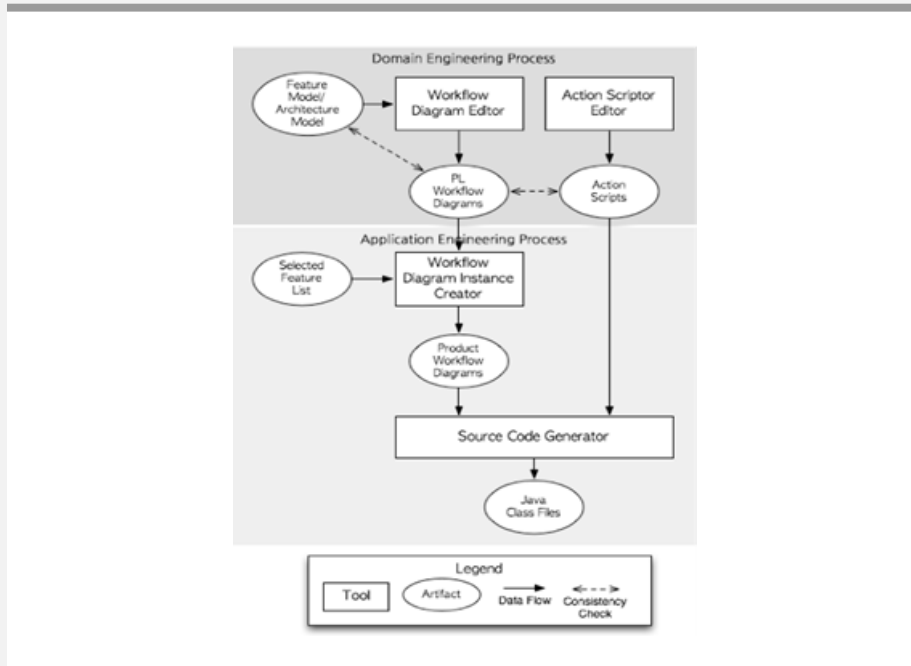 Domain Engineering Process
Feature
Model/
Architecture
Model
Workflow
Diagram Editor
Action Scriptor
Editor
PL
Workflow
Diagrams
Action
Scripts
Application Engineering Process
Selected
Feature
List
Workflow
Diagram Instance
Creator
Product
Workflow
Diagrams
Source Code Generator
Java
Class Files
Legend
Tool
Artifact
Data Flow
Consistency
Check